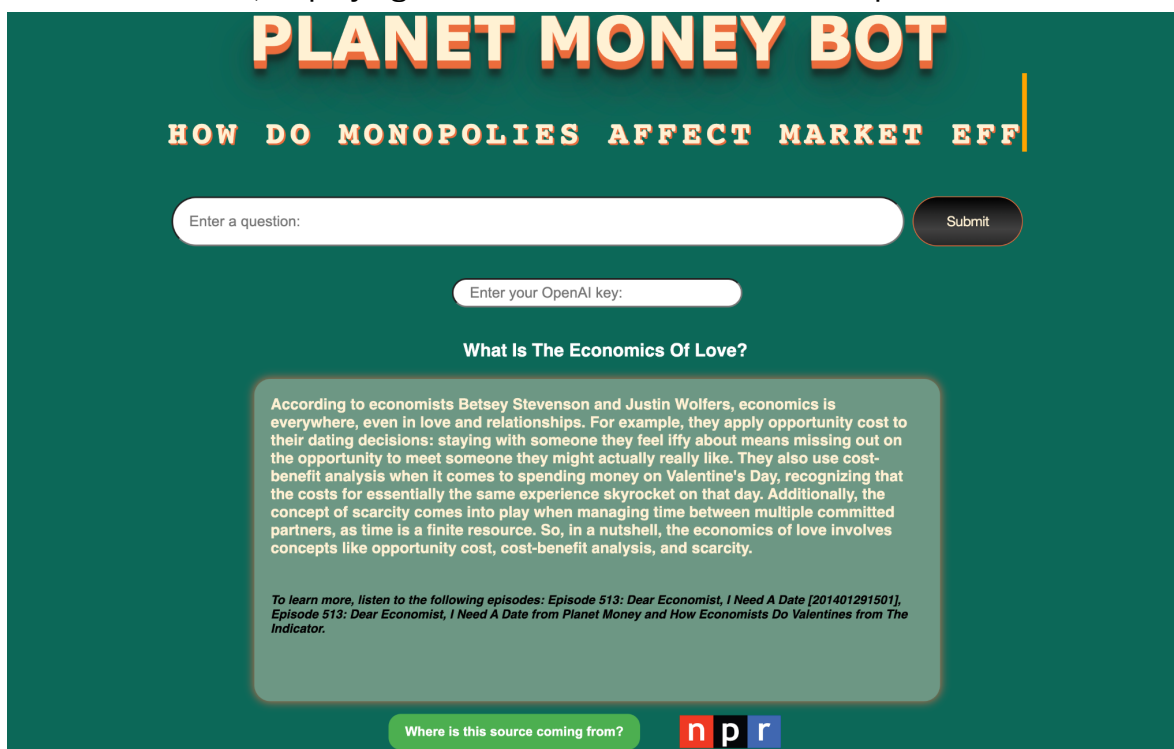 PLANET MONEY BOT
HOW DO MONOPOLIES AFFECT MARKET EFF
Enter a question:
Submit
Enter your OpenAI key:
What Is The Economics Of Love?
According to economists Betsey Stevenson and Justin Wolfers, economics is
everywhere, even in love and relationships. For example, they apply opportunity cost to
their dating decisions: staying with someone they feel iffy about means missing out on
the opportunity to meet someone they might actually really like. They also use cost-
benefit analysis when it comes to spending money on Valentine's Day, recognizing that
the costs for essentially the same experience skyrocket on that day. Additionally, the
concept of scarcity comes into play when managing time between multiple committed
partners, as time is a finite resource. So, in a nutshell, the economics of love involves
concepts like opportunity cost, cost-benefit analysis, and scarcity.
To learn more, listen to the following episodes: Episode 513: Dear Economist, I Need A Date [201401291501],
Episode 513: Dear Economist, I Need A Date from Planet Money and How Economists Do Valentines from The
Indicator.
Where is this source coming from?
npr